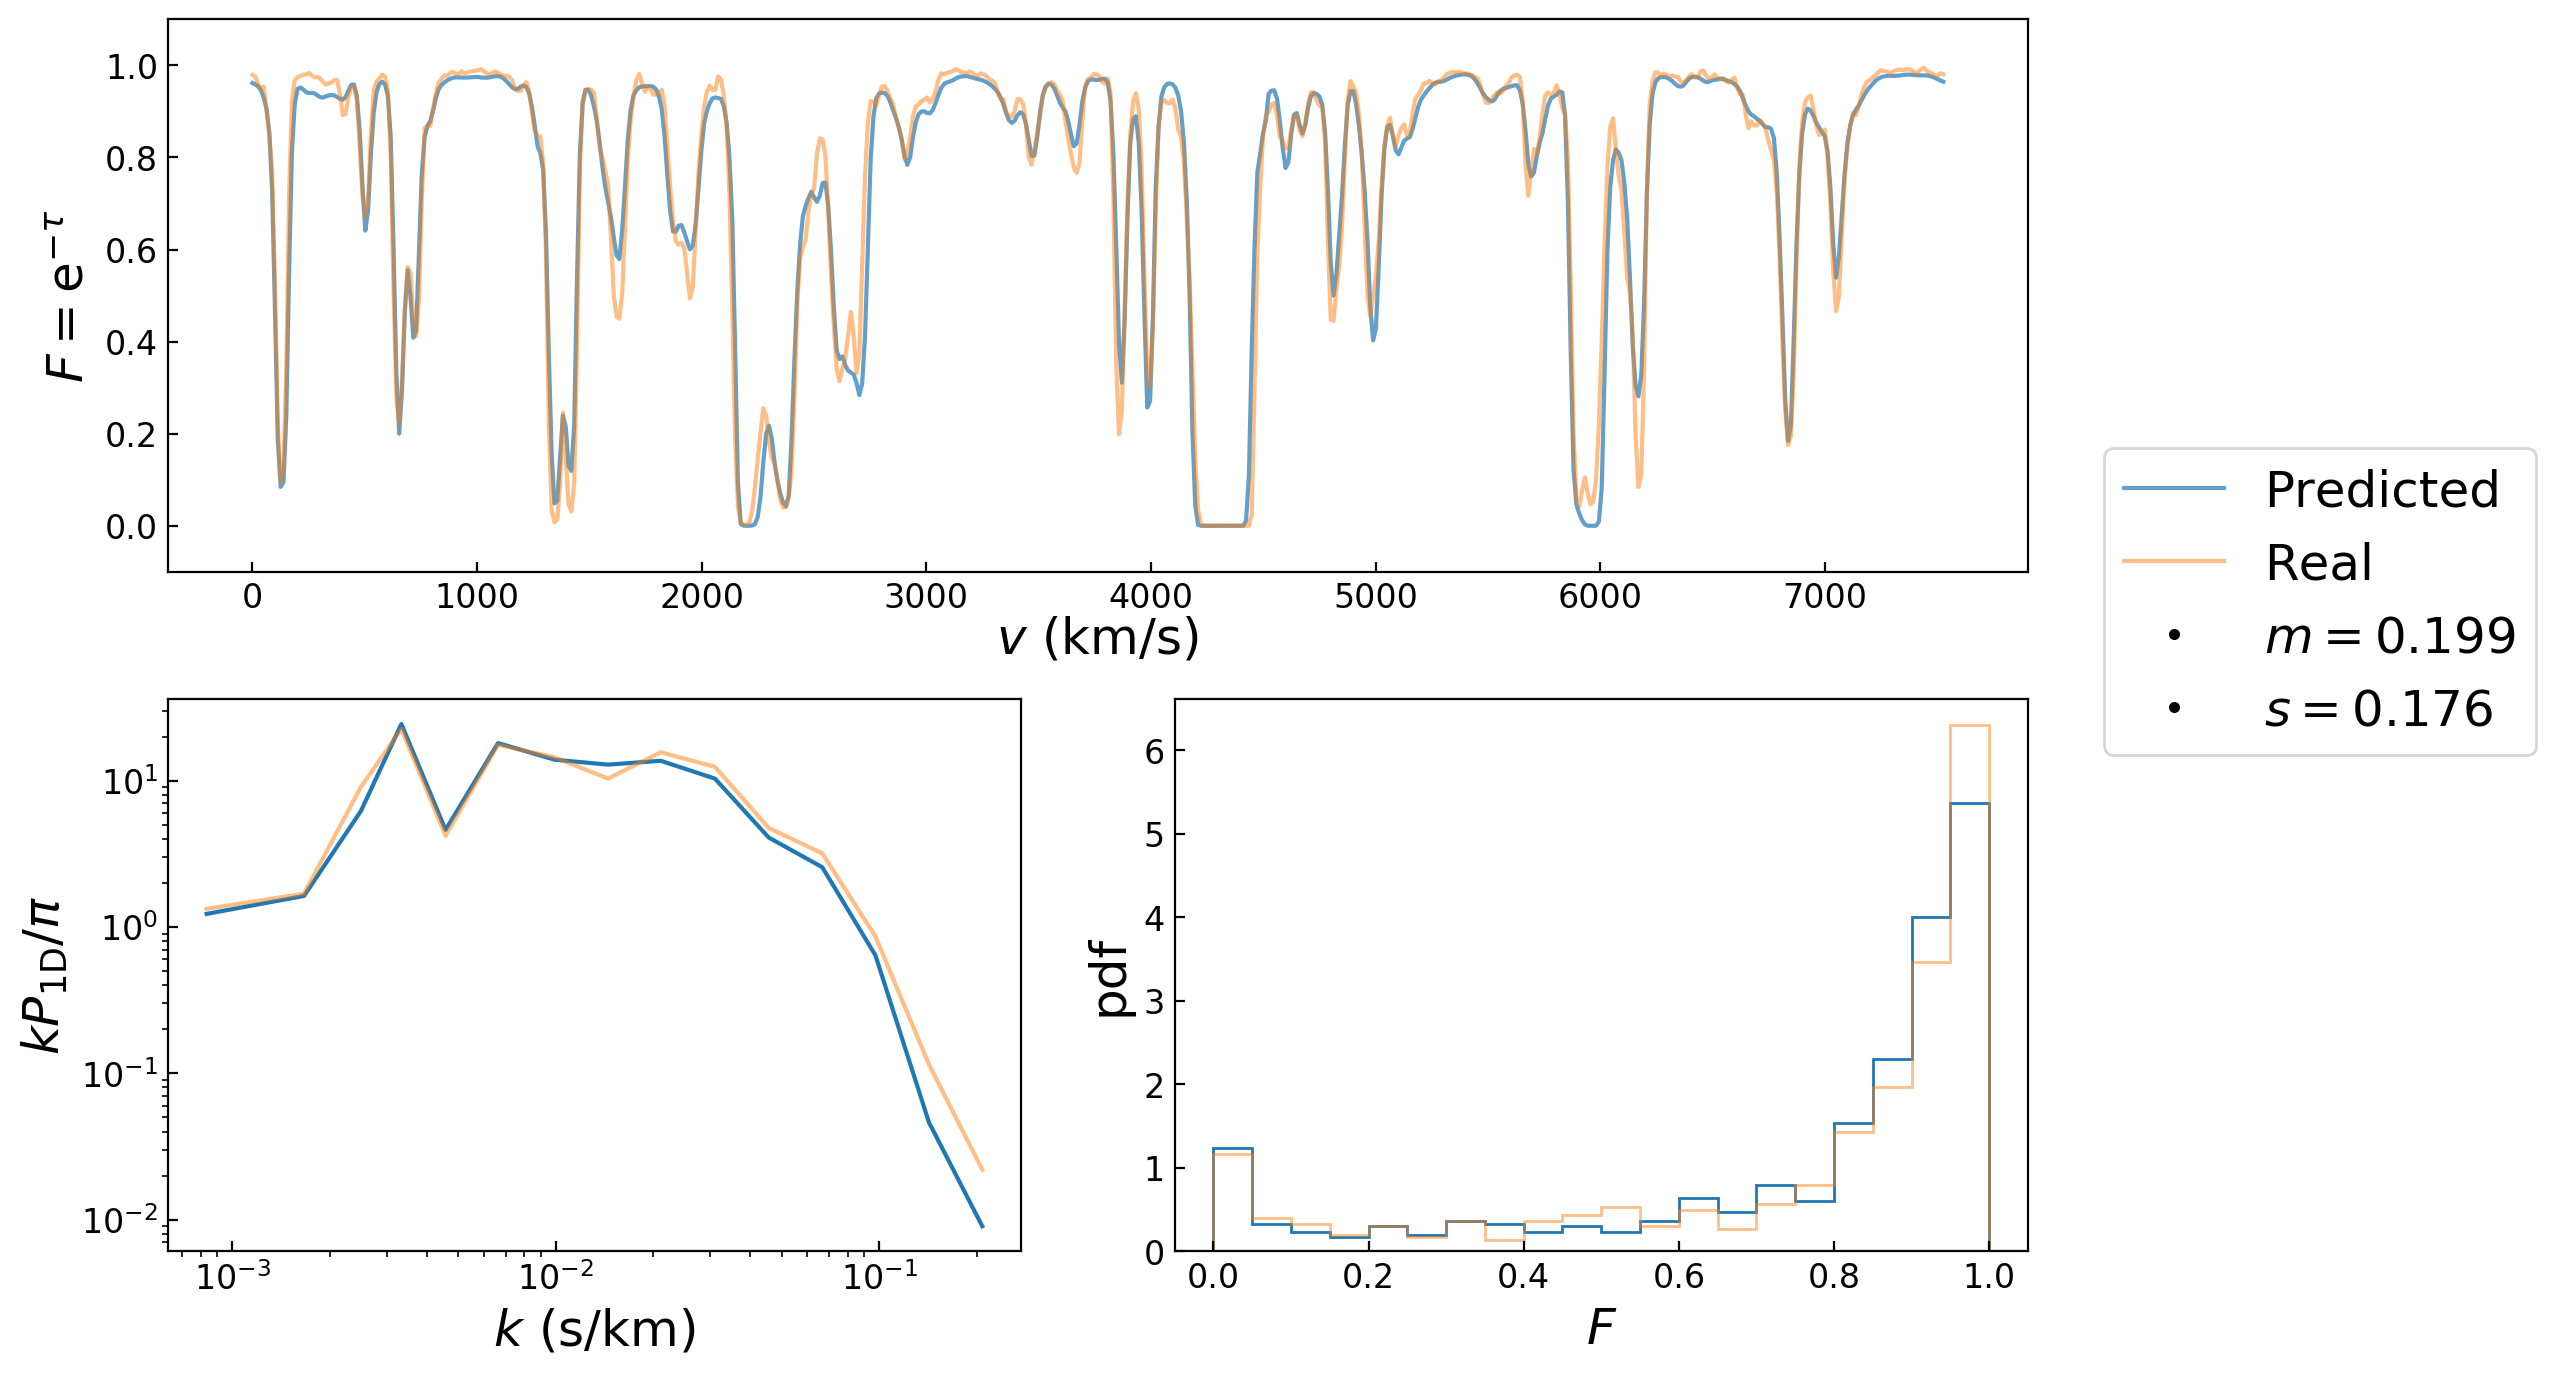 F = e^{−τ}
1.0
0.8
0.6
0.4
0.2
0.0
0 1000 2000 3000 4000 5000 6000 7000
v (km/s)
Predicted
Real
m = 0.199
s = 0.176
kP_{1D}/π
10^1
10^0
10^{−1}
10^{−2}
10^{−3} 10^{−2} 10^{−1}
k (s/km)
pdf
6
5
4
3
2
1
0
0.0 0.2 0.4 0.6 0.8 1.0
F